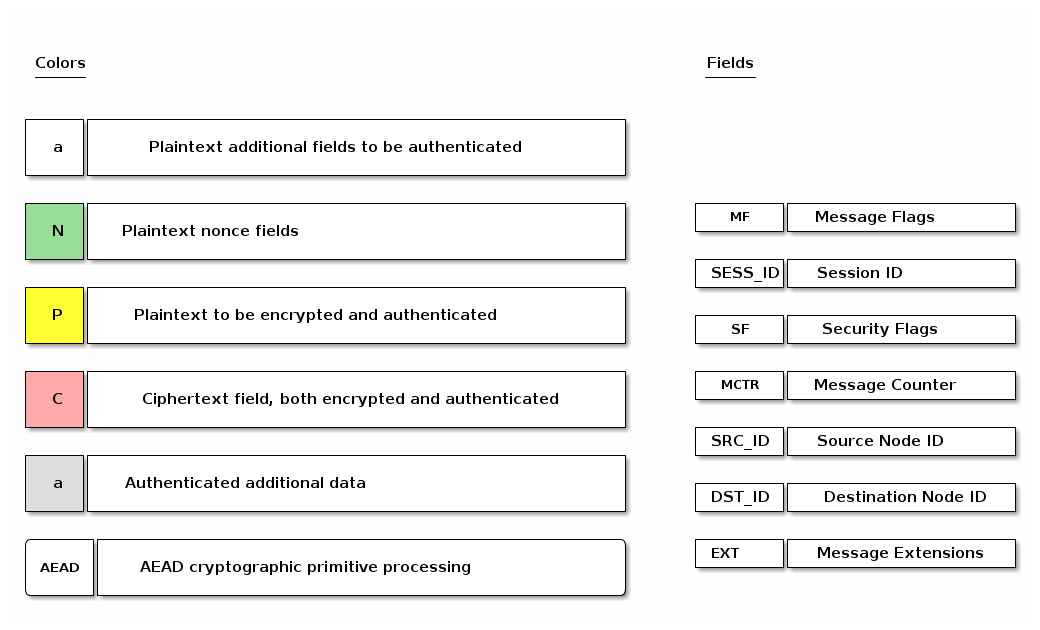 Colors
a Plaintext additional fields to be authenticated
N Plaintext nonce fields
P Plaintext to be encrypted and authenticated
C Ciphertext field, both encrypted and authenticated
a Authenticated additional data
AEAD AEAD cryptographic primitive processing
Fields
MF Message Flags
SESS_ID Session ID
SF Security Flags
MCTR Message Counter
SRC_ID Source Node ID
DST_ID Destination Node ID
EXT Message Extensions